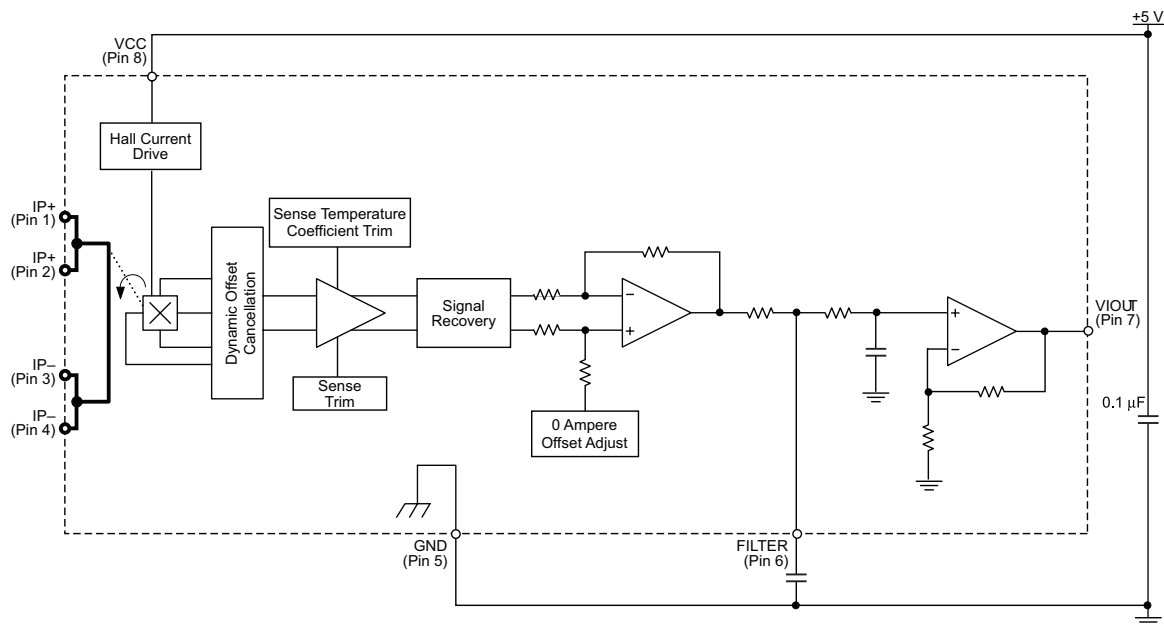 +5 V
VCC
(Pin 8)
Hall Current
Drive
IP+
(Pin 1)
IP+
(Pin 2)
IP–
(Pin 3)
IP–
(Pin 4)
Dynamic Offset
Cancellation
Sense Temperature
Coefficient Trim
Sense
Trim
Signal
Recovery
0 Ampere
Offset Adjust
–
+
+
–
VIOUT
(Pin 7)
0.1 µF
GND
(Pin 5)
FILTER
(Pin 6)